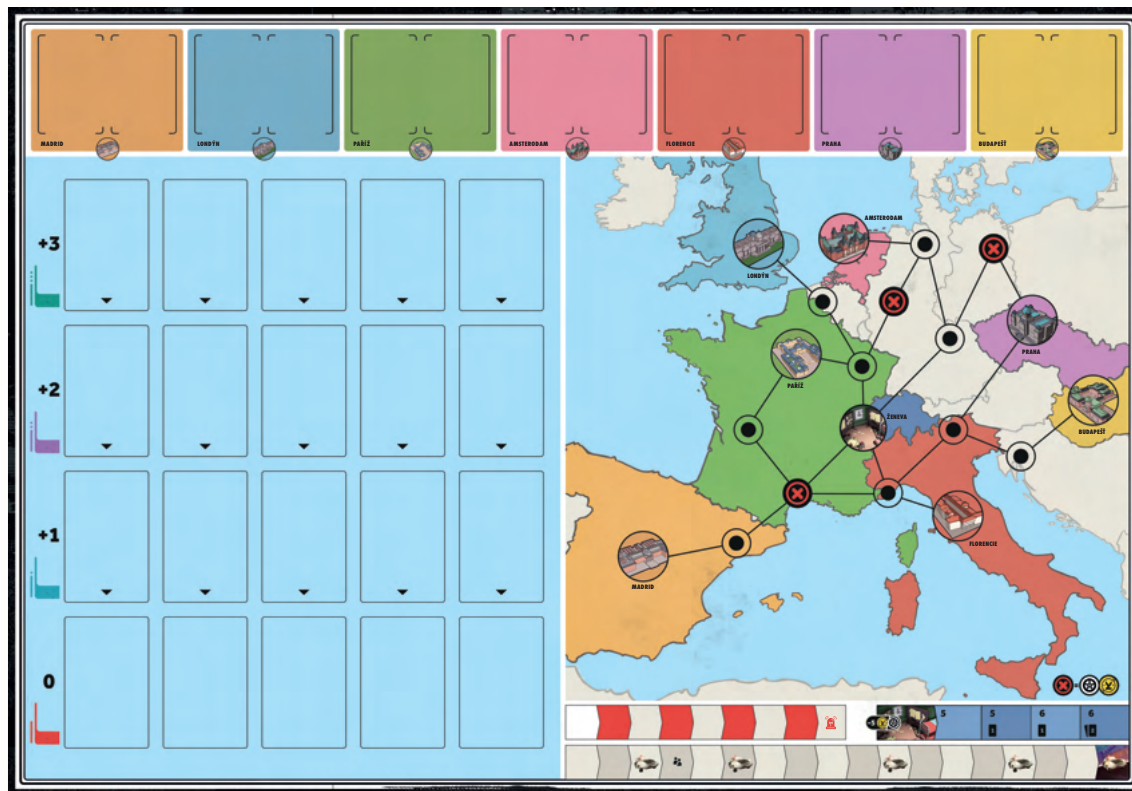 MADRID
LONDÝN
PAŘÍŽ
AMSTERODAM
FLORENCIE
PRAHA
BUDAPEŠŤ
+3
+2
+1
0
AMSTERODAM
LONDÝN
PRAHA
PAŘÍŽ
ŽENEVA
BUDAPEŠŤ
FLORENCIE
MADRID
5
5
6
6